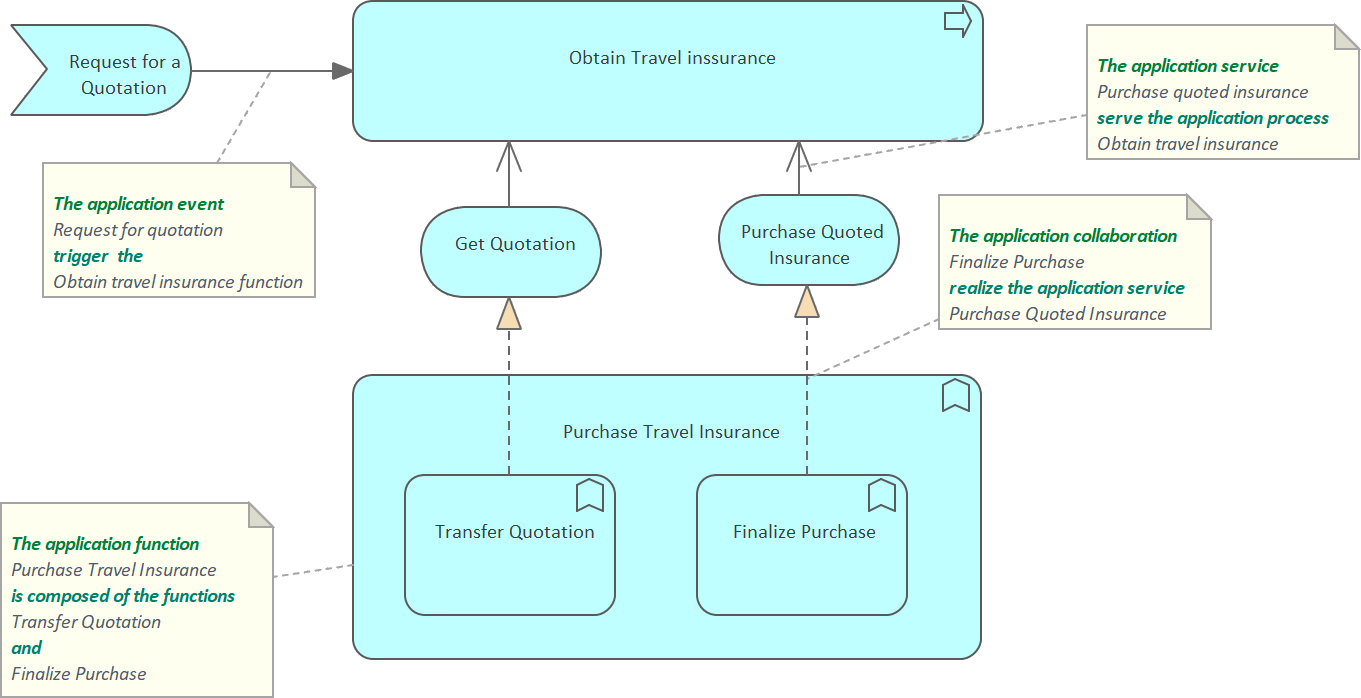 Request for a
Quotation
Obtain Travel inssurance
The application service
Purchase quoted insurance
serve the application process
Obtain travel insurance
The application event
Request for quotation
trigger the
Obtain travel insurance function
Get Quotation
Purchase Quoted
Insurance
The application collaboration
Finalize Purchase
realize the application service
Purchase Quoted Insurance
Purchase Travel Insurance
Transfer Quotation
Finalize Purchase
The application function
Purchase Travel Insurance
is composed of the functions
Transfer Quotation
and
Finalize Purchase